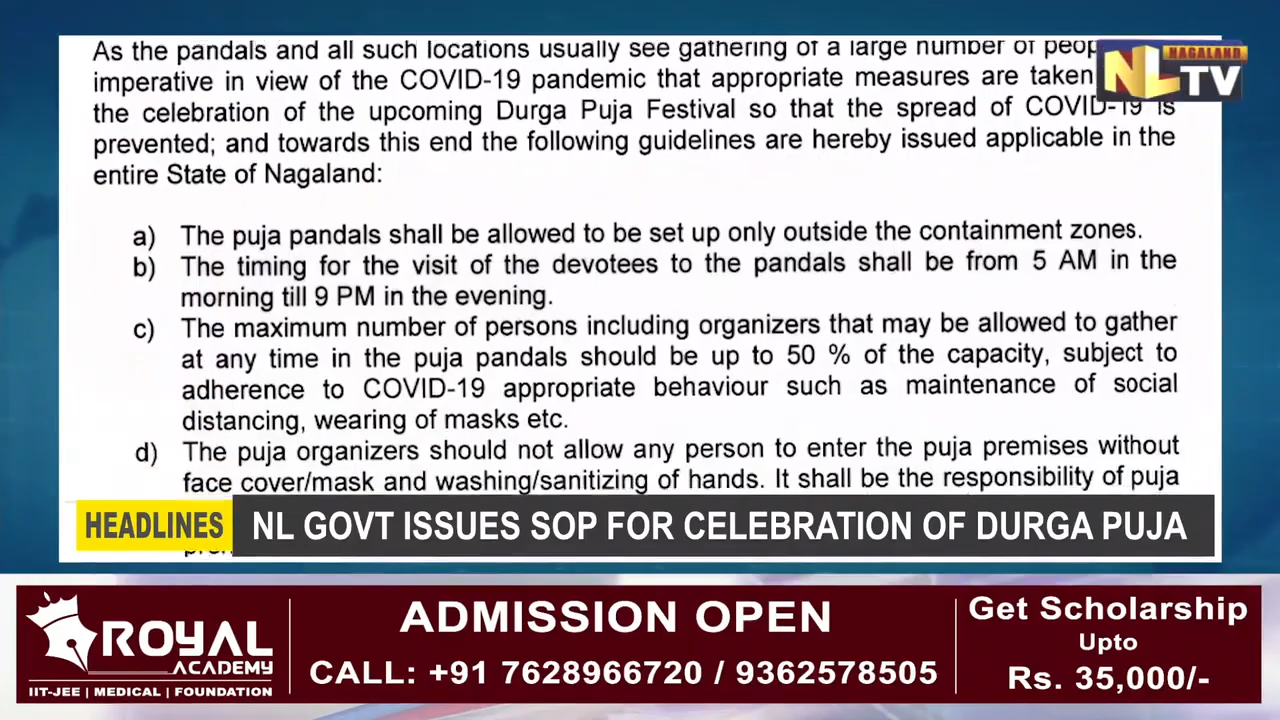 As the pandals and all such locations usually see gathering of a large number of
imperative in view of the COVID-19 pandemic that appropriate measures are taken
the celebration of the upcoming Durga Puja Festival so that the spread of COVID-19 is
prevented; and towards this end the following guidelines are hereby issued applicable in the
entire State of Nagaland:
NAGALAND
NLTV
a) The puja pandals shall be allowed to be set up only outside the containment zones.
b) The timing for the visit of the devotees to the pandals shall be from 5 AM in the
morning till 9 PM in the evening.
c) The maximum number of persons including organizers that may be allowed to gather
at any time in the puja pandals should be up to 50 % of the capacity, subject to
adherence to COVID-19 appropriate behaviour such as maintenance of social
distancing, wearing of masks etc.
d) The puja organizers should not allow any person to enter the puja premises without
face cover/mask and washing/sanitizing of hands. It shall be the responsibility of puja
HEADLINES NL GOVT ISSUES SOP FOR CELEBRATION OF DURGA PUJA
ROYAL
ACADEMY
IIT-JEE | MEDICAL | FOUNDATION
ADMISSION OPEN
CALL: +91 7628966720 / 9362578505
Get Scholarship
Upto
Rs. 35,000/-